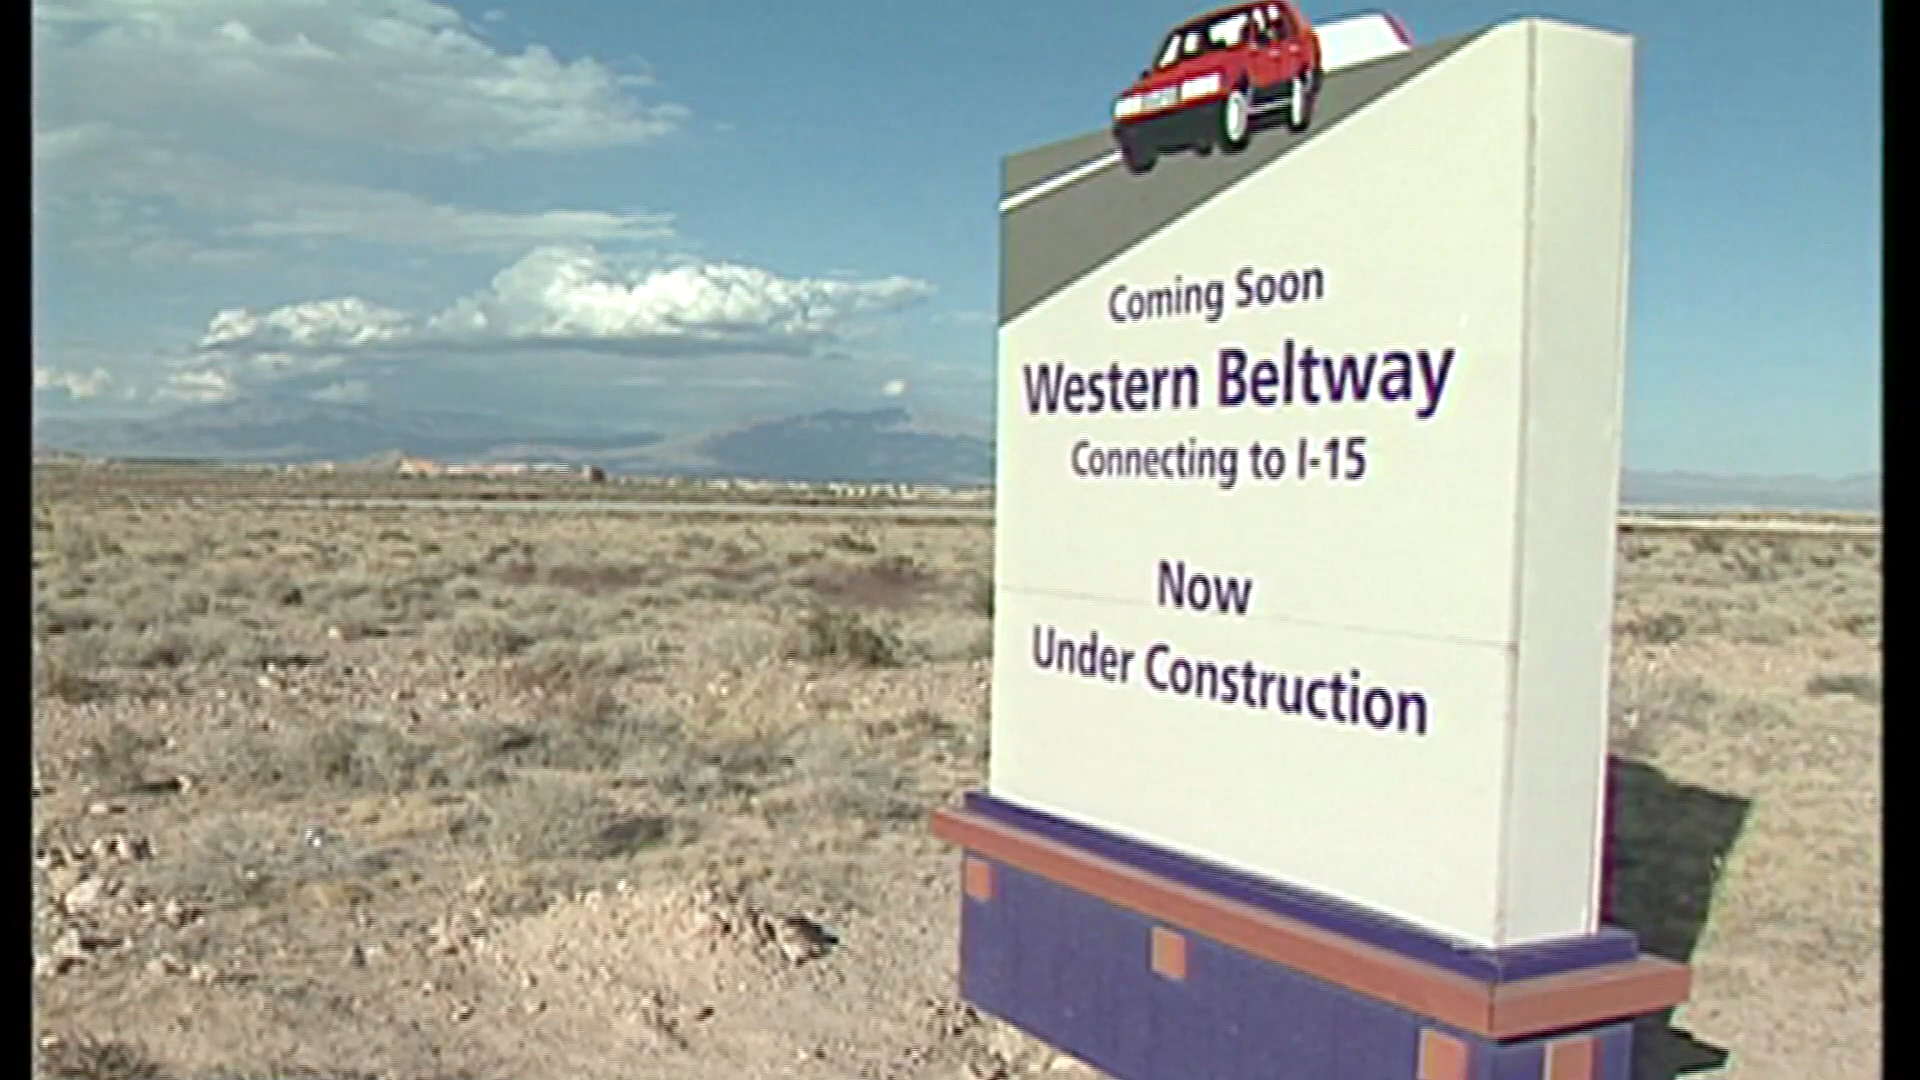 Coming Soon
Western Beltway
Connecting to I-15
Now
Under Construction